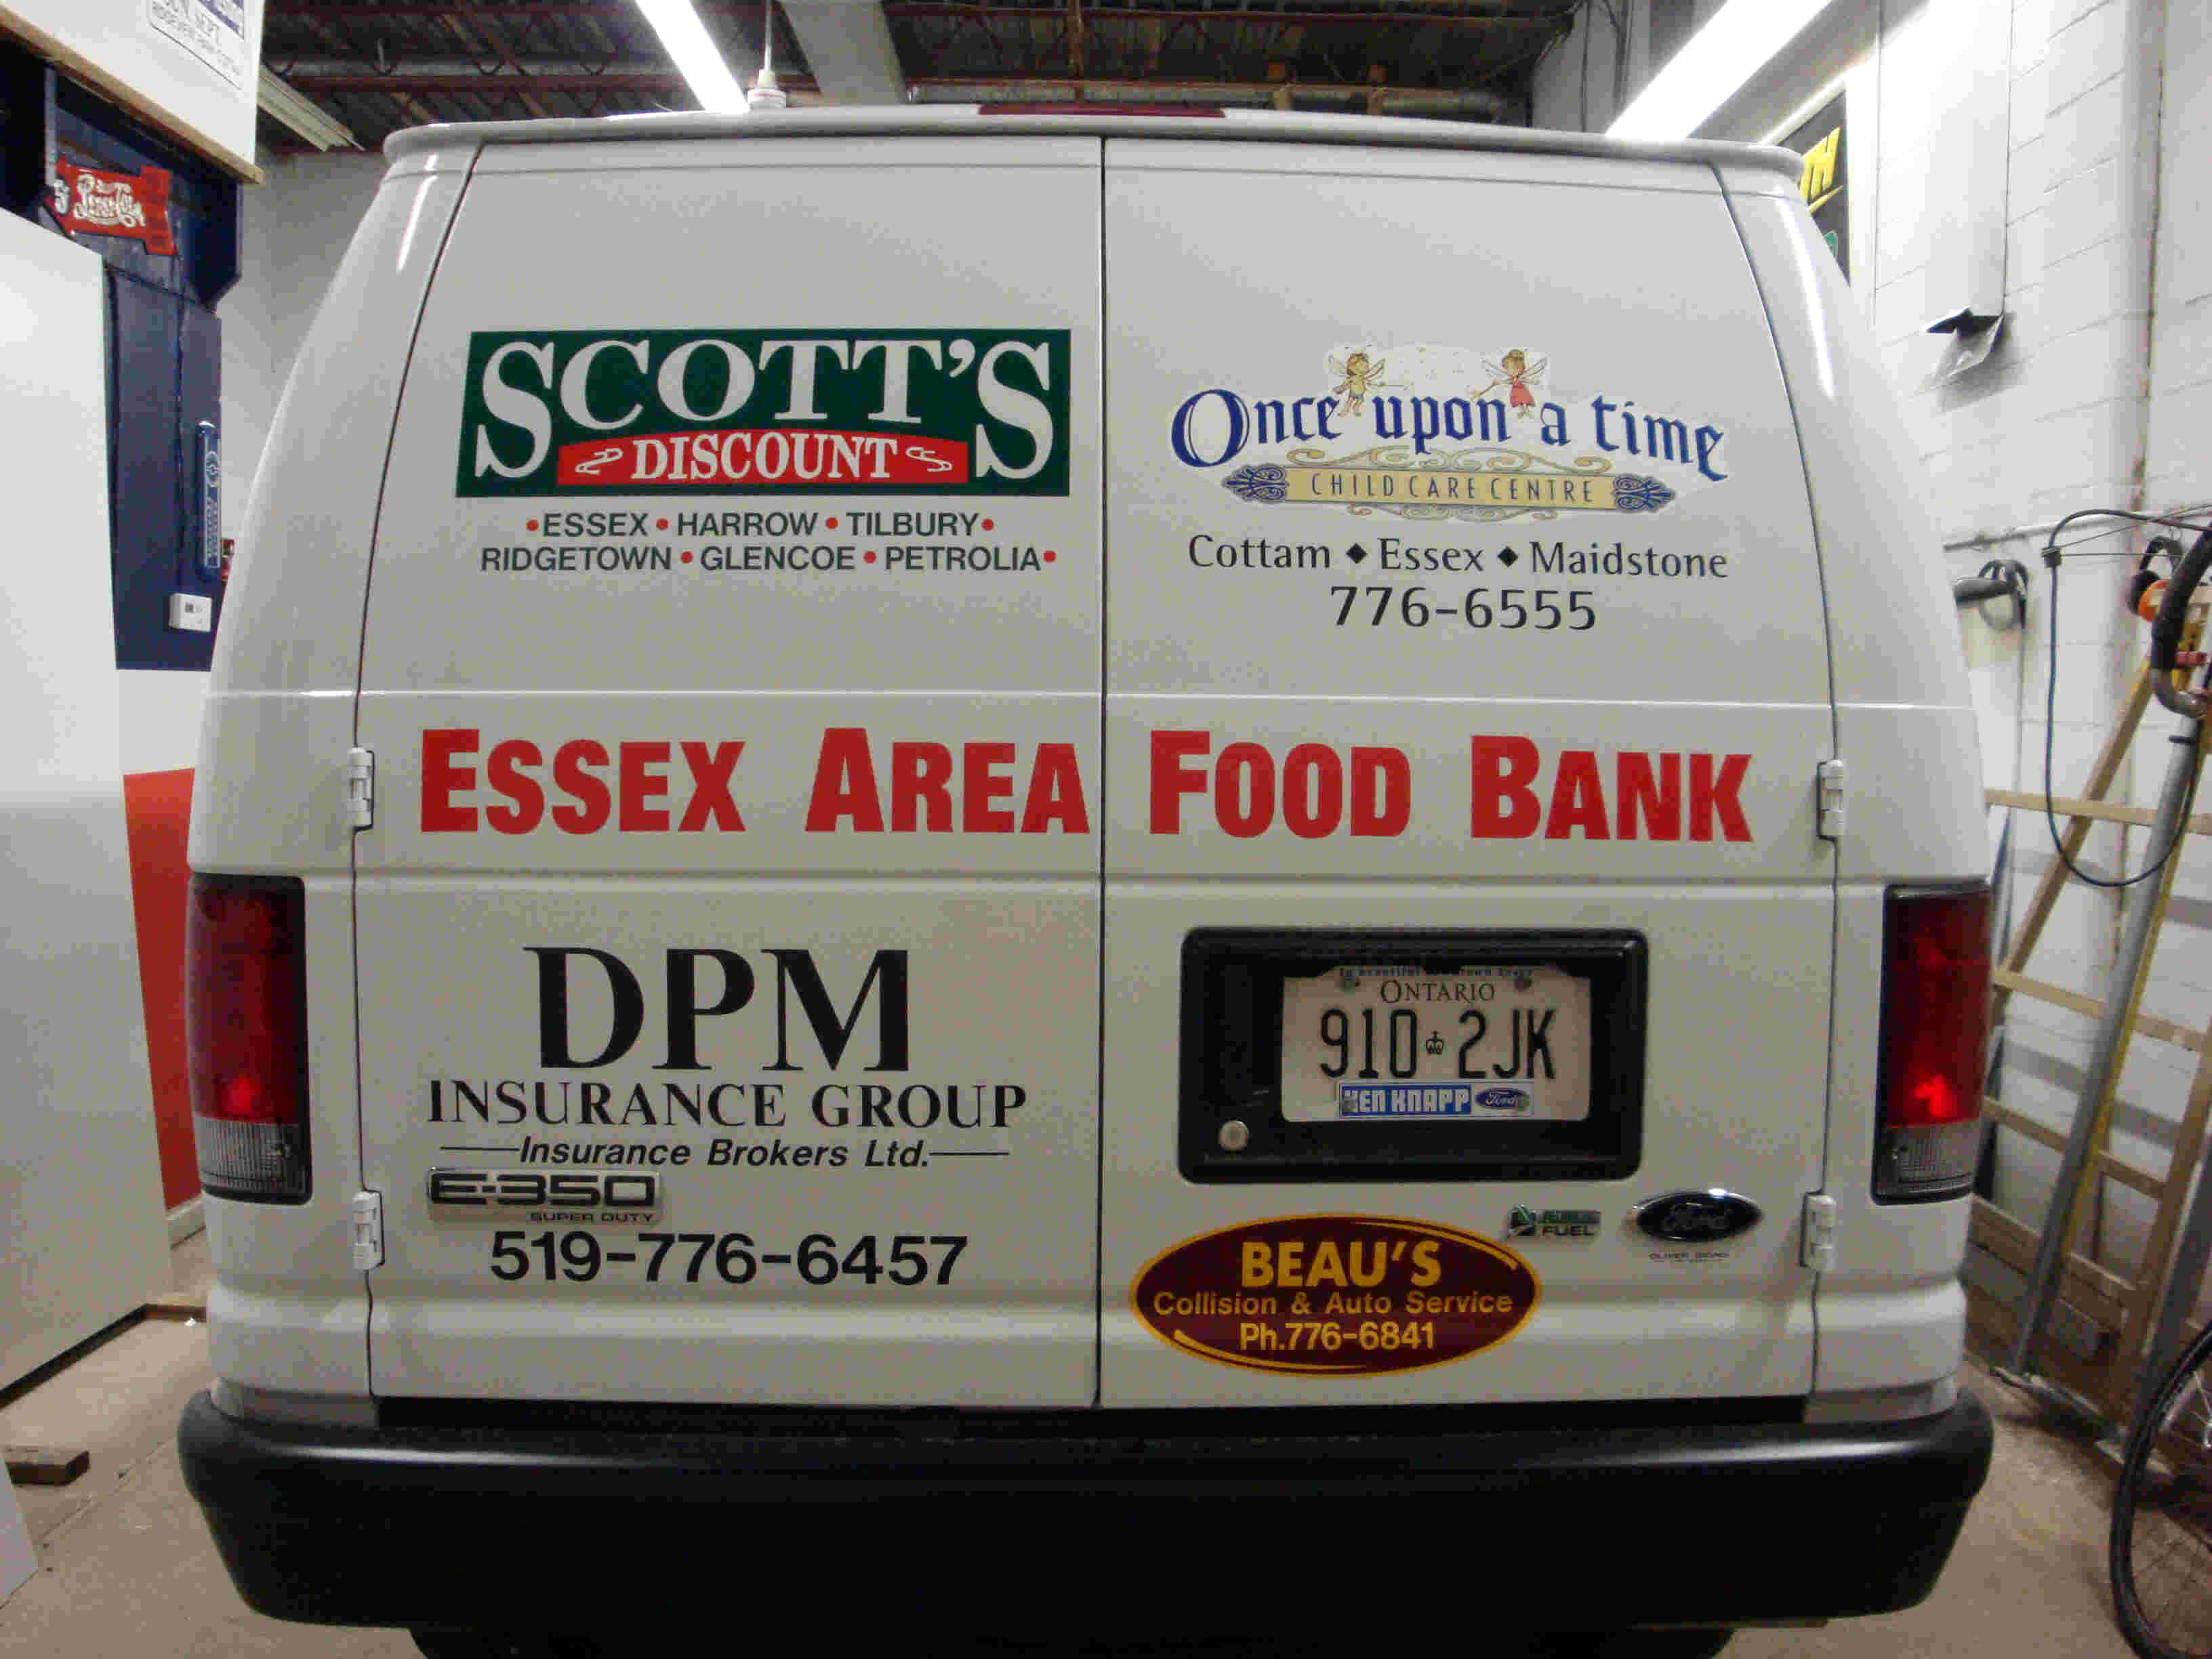 SCOTT'S
DISCOUNT
•ESSEX • HARROW • TILBURY•
RIDGETOWN • GLENCOE • PETROLIA•
Once upon a time
CHILD CARE CENTRE
Cottam ◆ Essex ◆ Maidstone
776-6555
ESSEX AREA FOOD BANK
DPM
INSURANCE GROUP
Insurance Brokers Ltd.
E-350
SUPER DUTY
519-776-6457
In beautiful
ONTARIO
910 2JK
KEN KNAPP Ford
FUEL
Ford
BEAU'S
Collision & Auto Service
Ph.776-6841